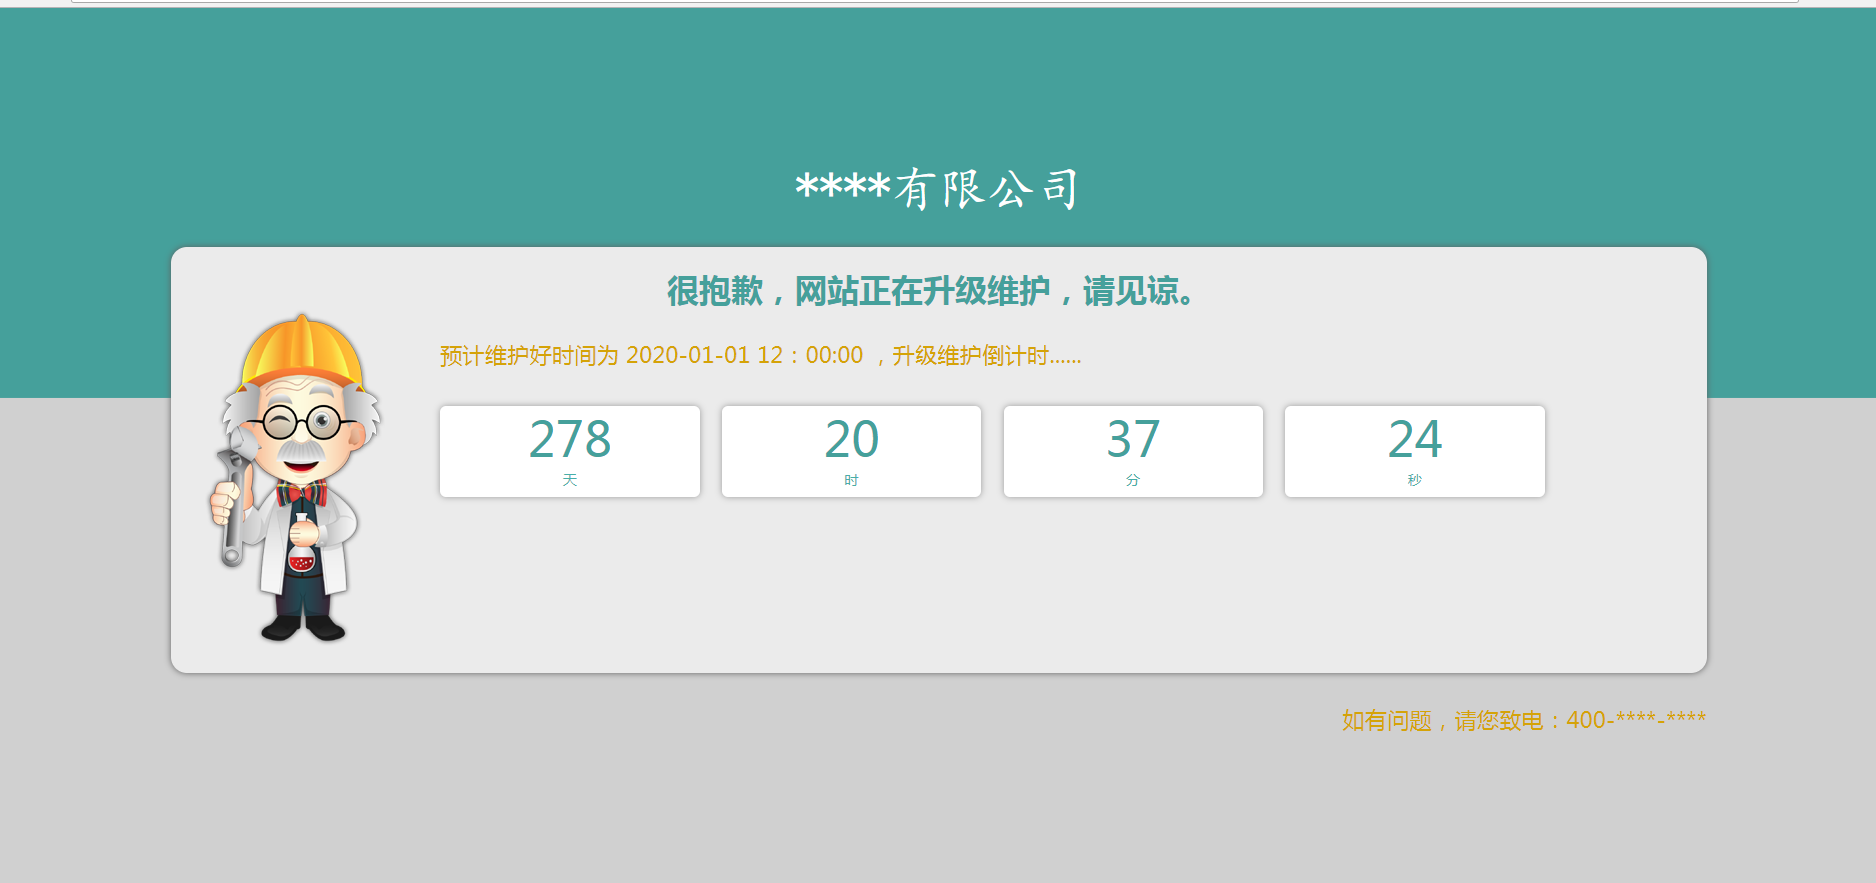 ****有限公司
很抱歉，网站正在升级维护，请见谅。
预计维护好时间为 2020-01-01 12：00:00 ，升级维护倒计时......
278
天
20
时
37
分
24
秒
如有问题，请您致电：400-****-****